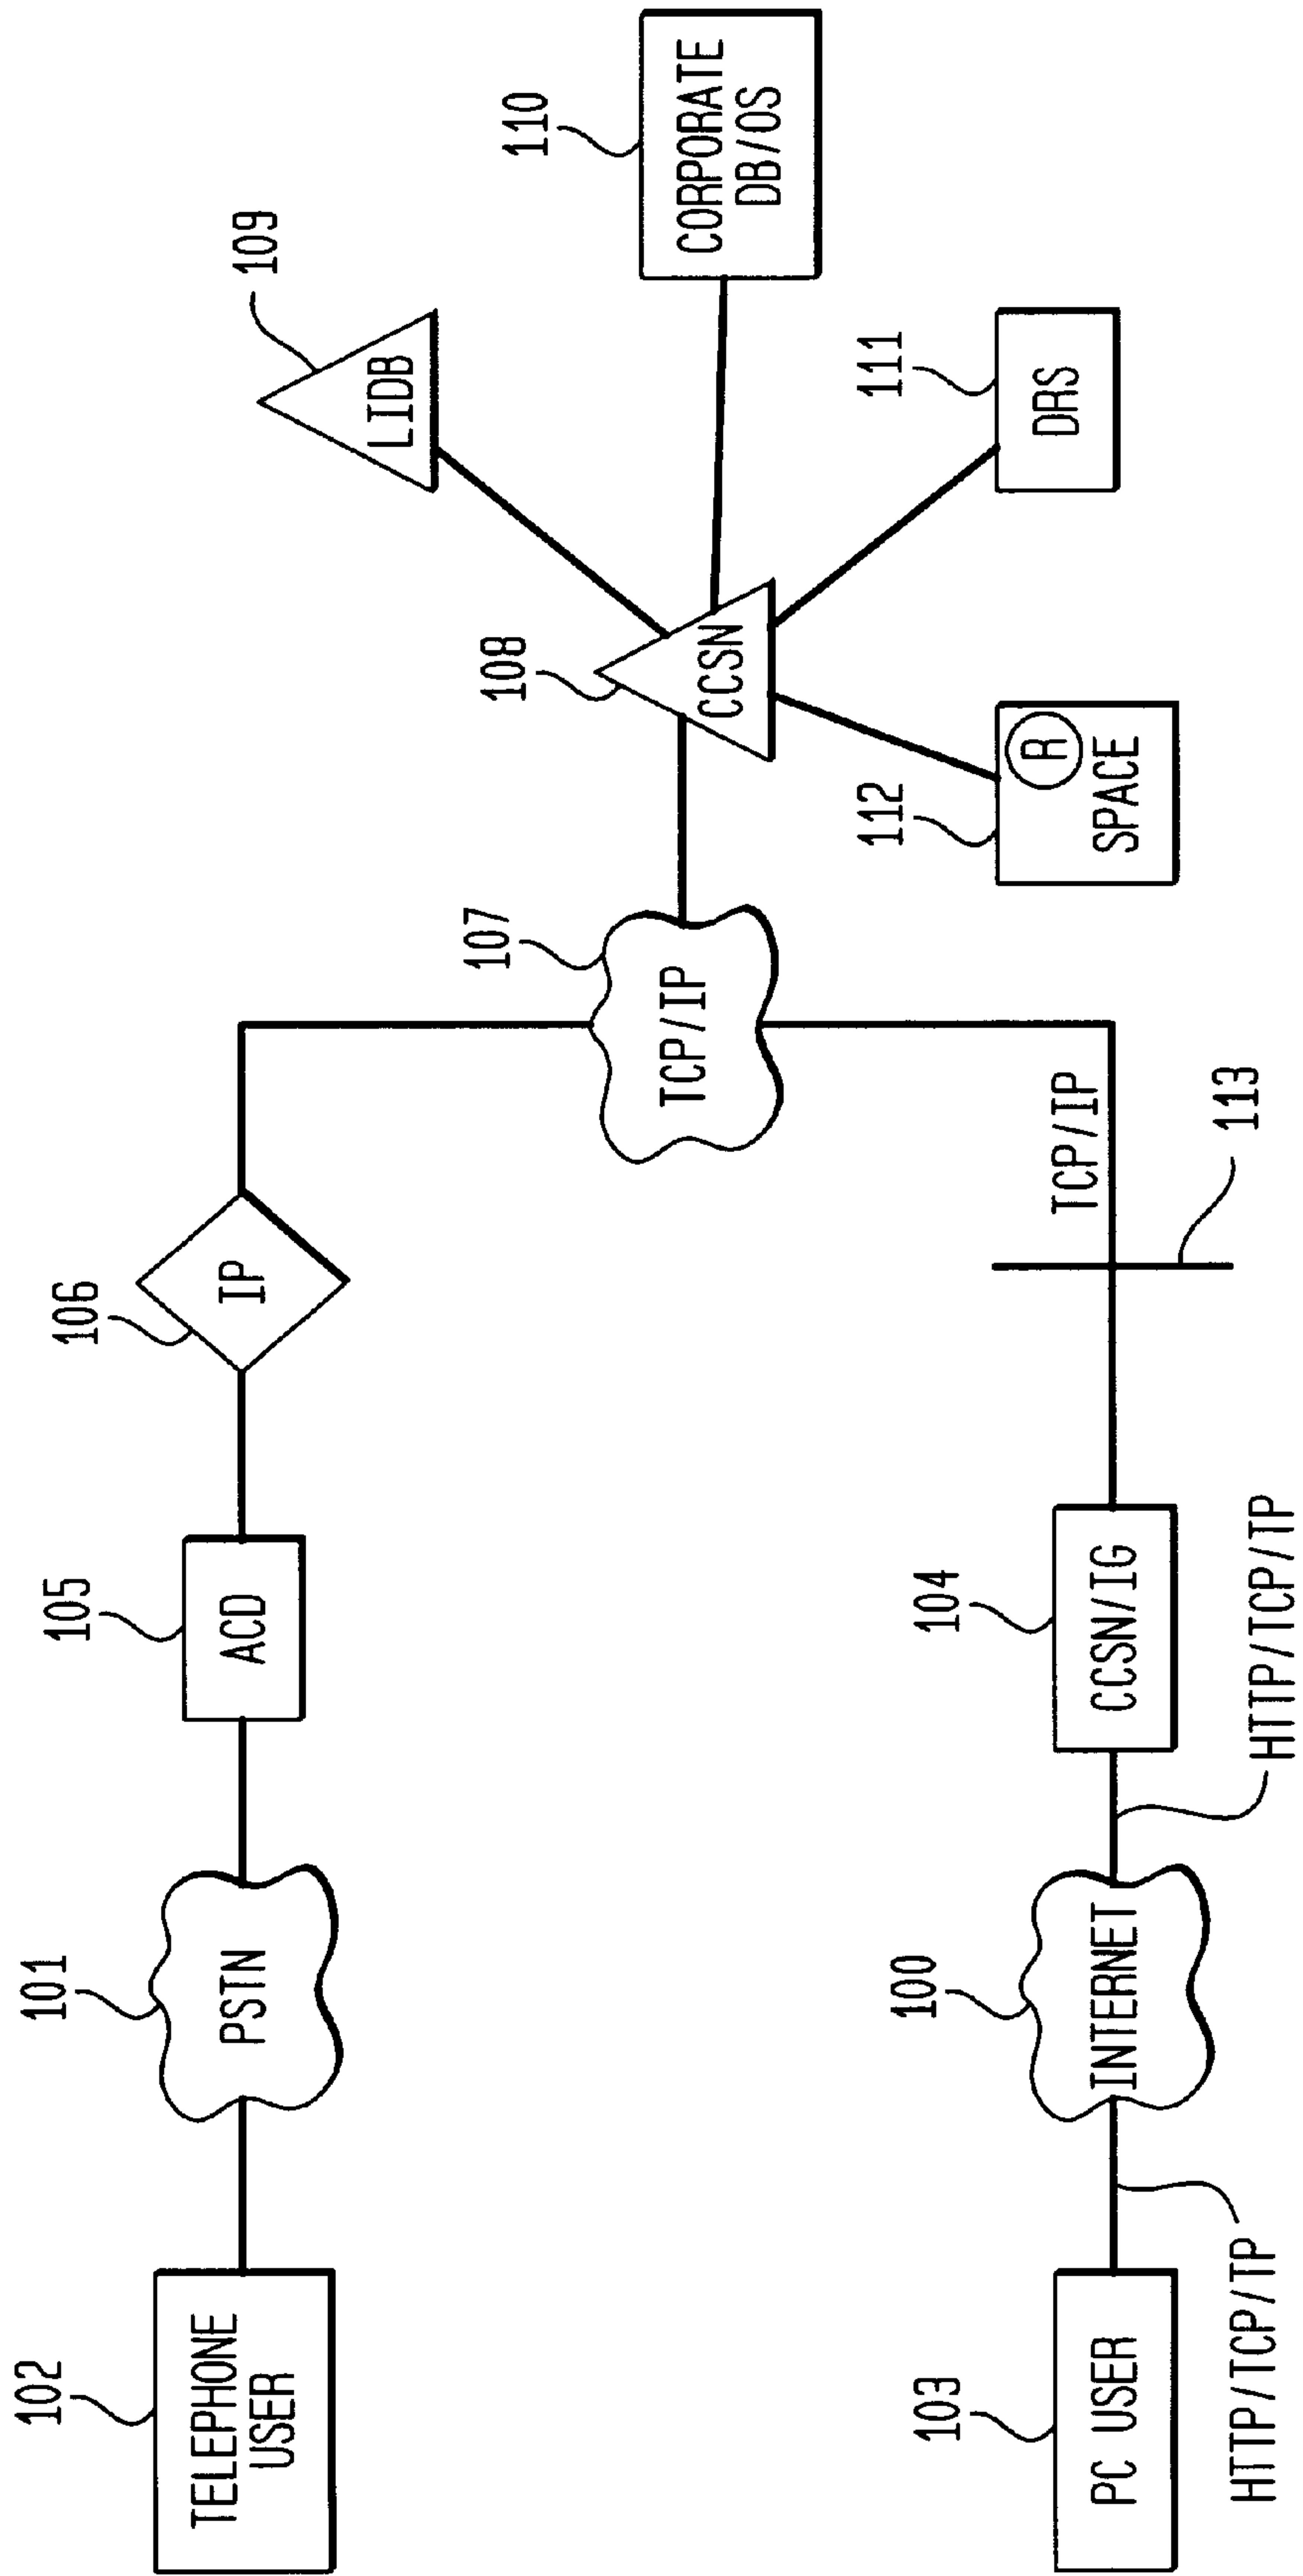 102
TELEPHONE
USER
101
PSTN
105
ACD
106
IP
107
TCP/IP
108
CCSN
109
LIDB
110
CORPORATE
DB/OS
111
DRS
112
R
SPACE
103
PC USER
HTTP/TCP/TP
100
INTERNET
HTTP/TCP/TP
104
CCSN/IG
TCP/IP
113